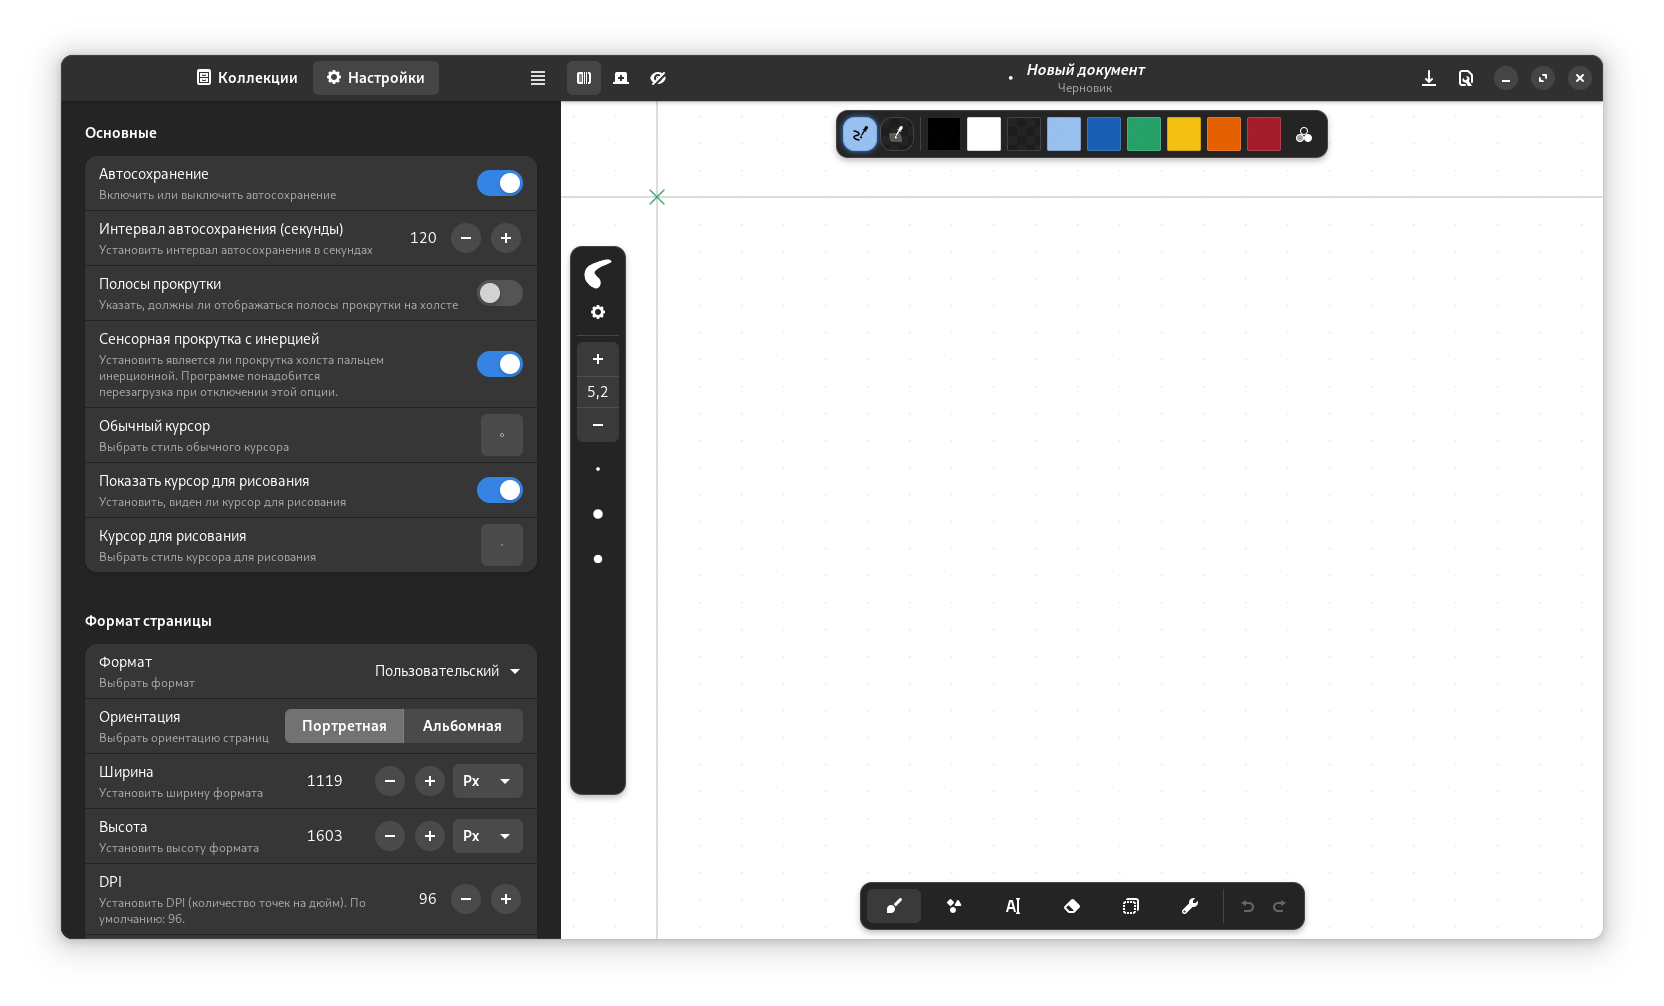 Коллекции
Настройки
Новый документ
Черновик
Основные
Автосохранение
Включить или выключить автосохранение
Интервал автосохранения (секунды)
Установить интервал автосохранения в секундах
120
Полосы прокрутки
Указать, должны ли отображаться полосы прокрутки на холсте
Сенсорная прокрутка с инерцией
Установить является ли прокрутка холста пальцем
инерционной. Программе понадобится
перезагрузка при отключении этой опции.
Обычный курсор
Выбрать стиль обычного курсора
Показать курсор для рисования
Установить, виден ли курсор для рисования
Курсор для рисования
Выбрать стиль курсора для рисования
Формат страницы
Формат
Выбрать формат
Пользовательский
Ориентация
Выбрать ориентацию страниц
Портретная
Альбомная
Ширина
Установить ширину формата
1119
Px
Высота
Установить высоту формата
1603
Px
DPI
Установить DPI (количество точек на дюйм). По
умолчанию: 96.
96
5,2